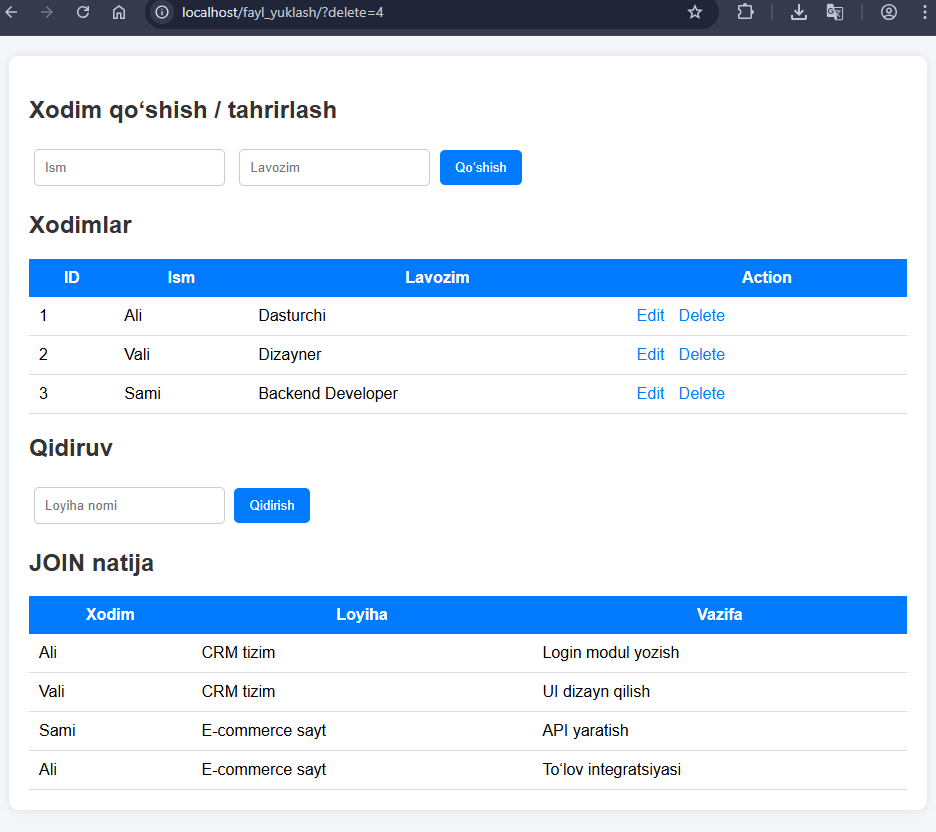 localhost/fayl_yuklash/?delete=4
Xodim qo‘shish / tahrirlash
Ism Lavozim Qo‘shish
Xodimlar
ID Ism Lavozim Action
1 Ali Dasturchi Edit Delete
2 Vali Dizayner Edit Delete
3 Sami Backend Developer Edit Delete
Qidiruv
Loyiha nomi Qidirish
JOIN natija
Xodim Loyiha Vazifa
Ali CRM tizim Login modul yozish
Vali CRM tizim UI dizayn qilish
Sami E-commerce sayt API yaratish
Ali E-commerce sayt To‘lov integratsiyasi